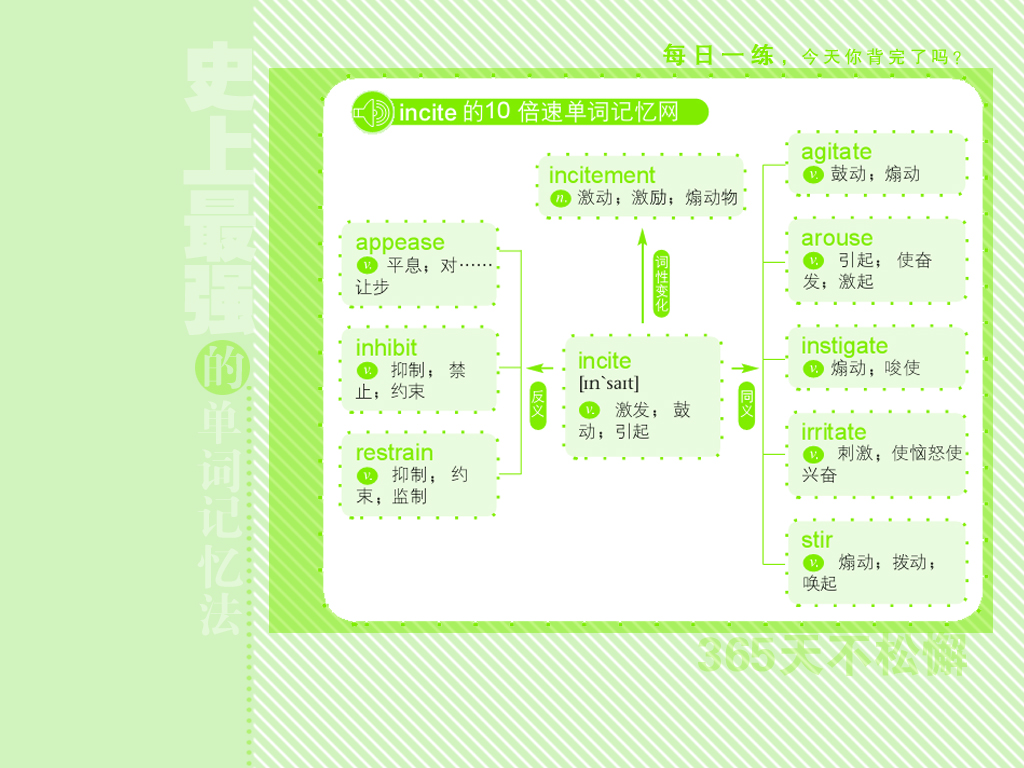 史上最强的单词记忆法
每日一练，今天你背完了吗?
incite 的10 倍速单词记忆网
incitement
n. 激动；激励；煽动物
词性变化
appease
v. 平息；对……
让步
inhibit
v. 抑制；禁
止；约束
restrain
v. 抑制；约
束；监制
反义
incite
[ɪn`saɪt]
v. 激发；鼓
动；引起
同义
agitate
v. 鼓动；煽动
arouse
v. 引起；使奋
发；激起
instigate
v. 煽动；唆使
irritate
v. 刺激；使恼怒使
兴奋
stir
v. 煽动；拨动；
唤起
365天不松懈